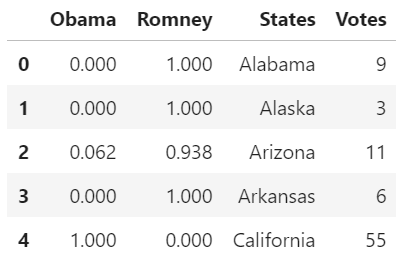 Obama Romney States Votes
0 0.000 1.000 Alabama 9
1 0.000 1.000 Alaska 3
2 0.062 0.938 Arizona 11
3 0.000 1.000 Arkansas 6
4 1.000 0.000 California 55